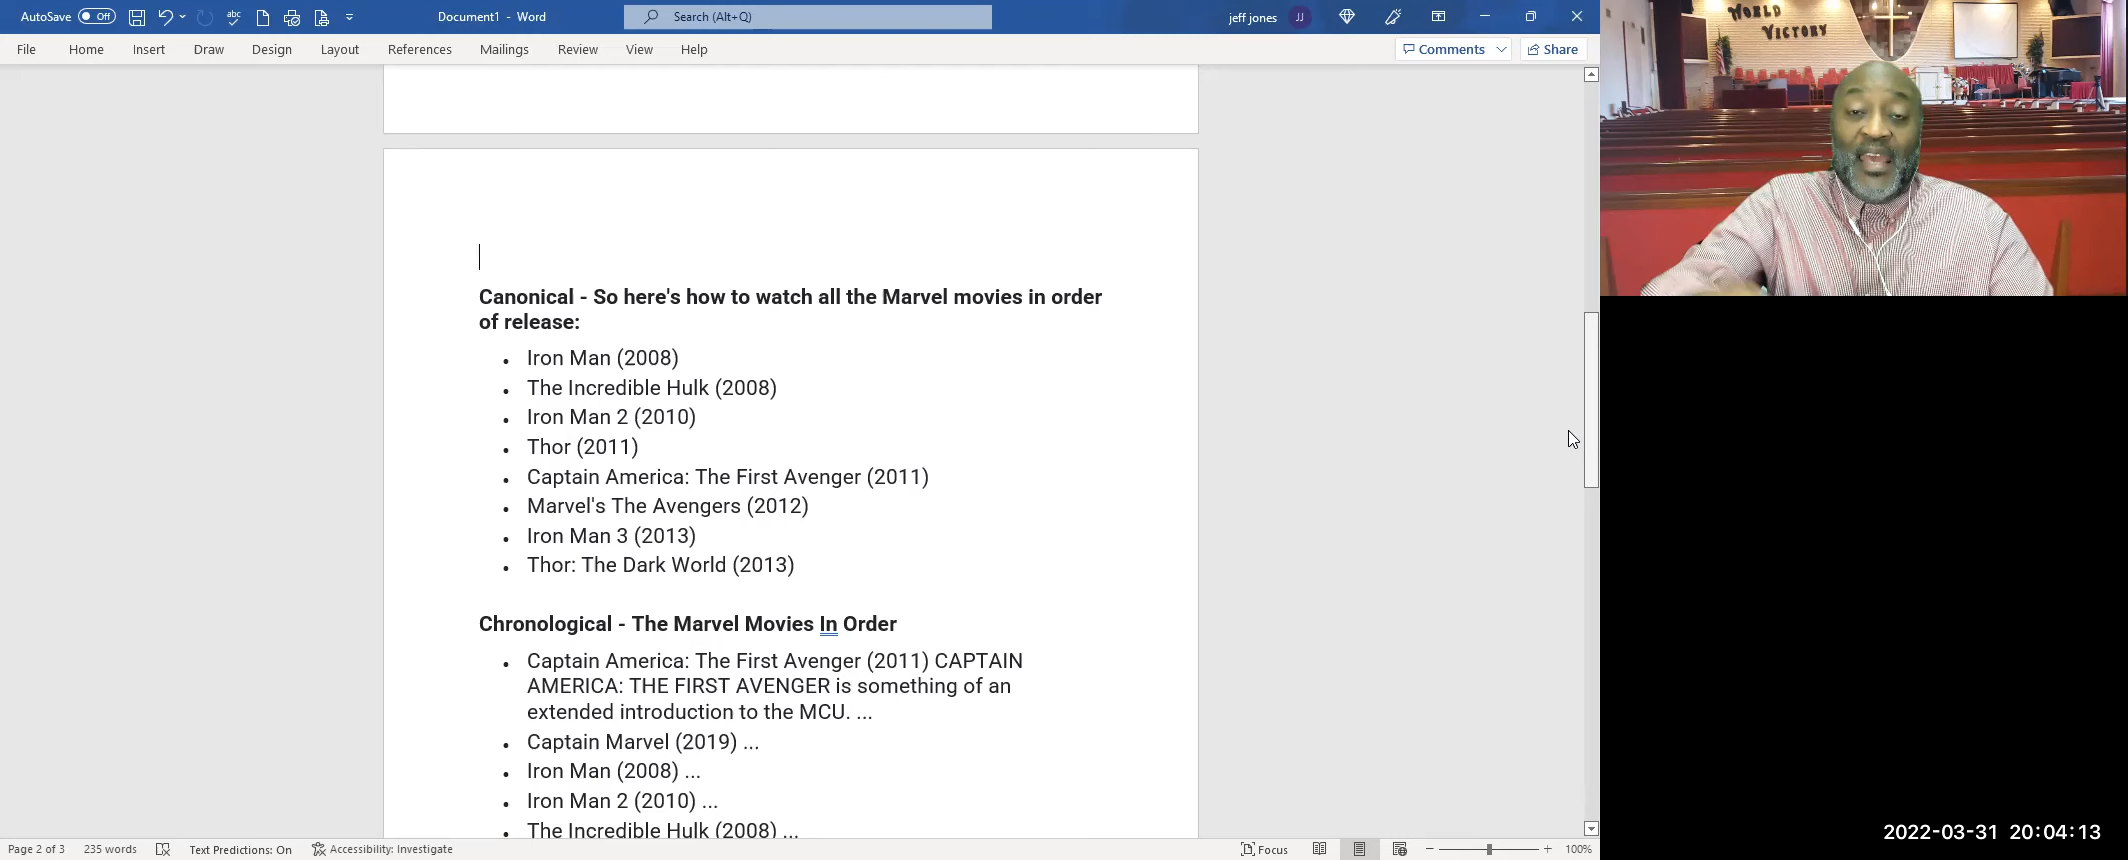 AutoSave Off Document1 - Word Search (Alt+Q) jeff jones JJ
File Home Insert Draw Design Layout References Mailings Review View Help Comments Share
WORLD
VICTORY
Canonical - So here's how to watch all the Marvel movies in order
of release:
• Iron Man (2008)
• The Incredible Hulk (2008)
• Iron Man 2 (2010)
• Thor (2011)
• Captain America: The First Avenger (2011)
• Marvel's The Avengers (2012)
• Iron Man 3 (2013)
• Thor: The Dark World (2013)
Chronological - The Marvel Movies In Order
• Captain America: The First Avenger (2011) CAPTAIN
AMERICA: THE FIRST AVENGER is something of an
extended introduction to the MCU. ...
• Captain Marvel (2019) ...
• Iron Man (2008) ...
• Iron Man 2 (2010) ...
• The Incredible Hulk (2008) ...
Page 2 of 3 235 words Text Predictions: On Accessibility: Investigate Focus 100%
2022-03-31 20:04:13